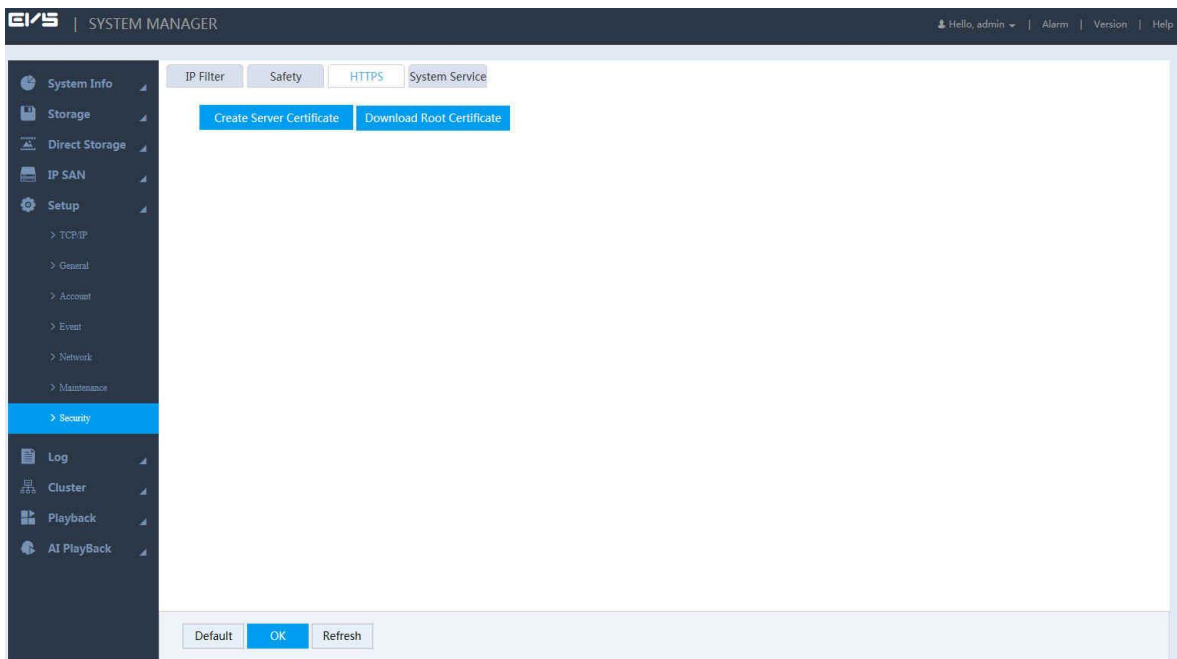 EVS | SYSTEM MANAGER
Hello, admin | Alarm | Version | Help
IP Filter Safety HTTPS System Service
Create Server Certificate Download Root Certificate
System Info
Storage
Direct Storage
IP SAN
Setup
> TCP/IP
> General
> Account
> Event
> Network
> Maintenance
> Security
Log
Cluster
Playback
AI PlayBack
Default OK Refresh